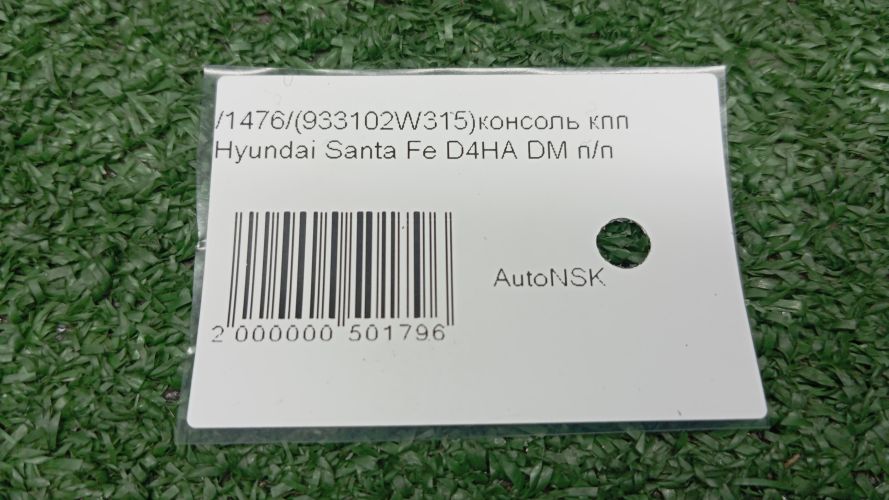 /1476/(933102W315)консоль кпп
Hyundai Santa Fe D4HA DM п/п
AutoNSK
2 000000 501796